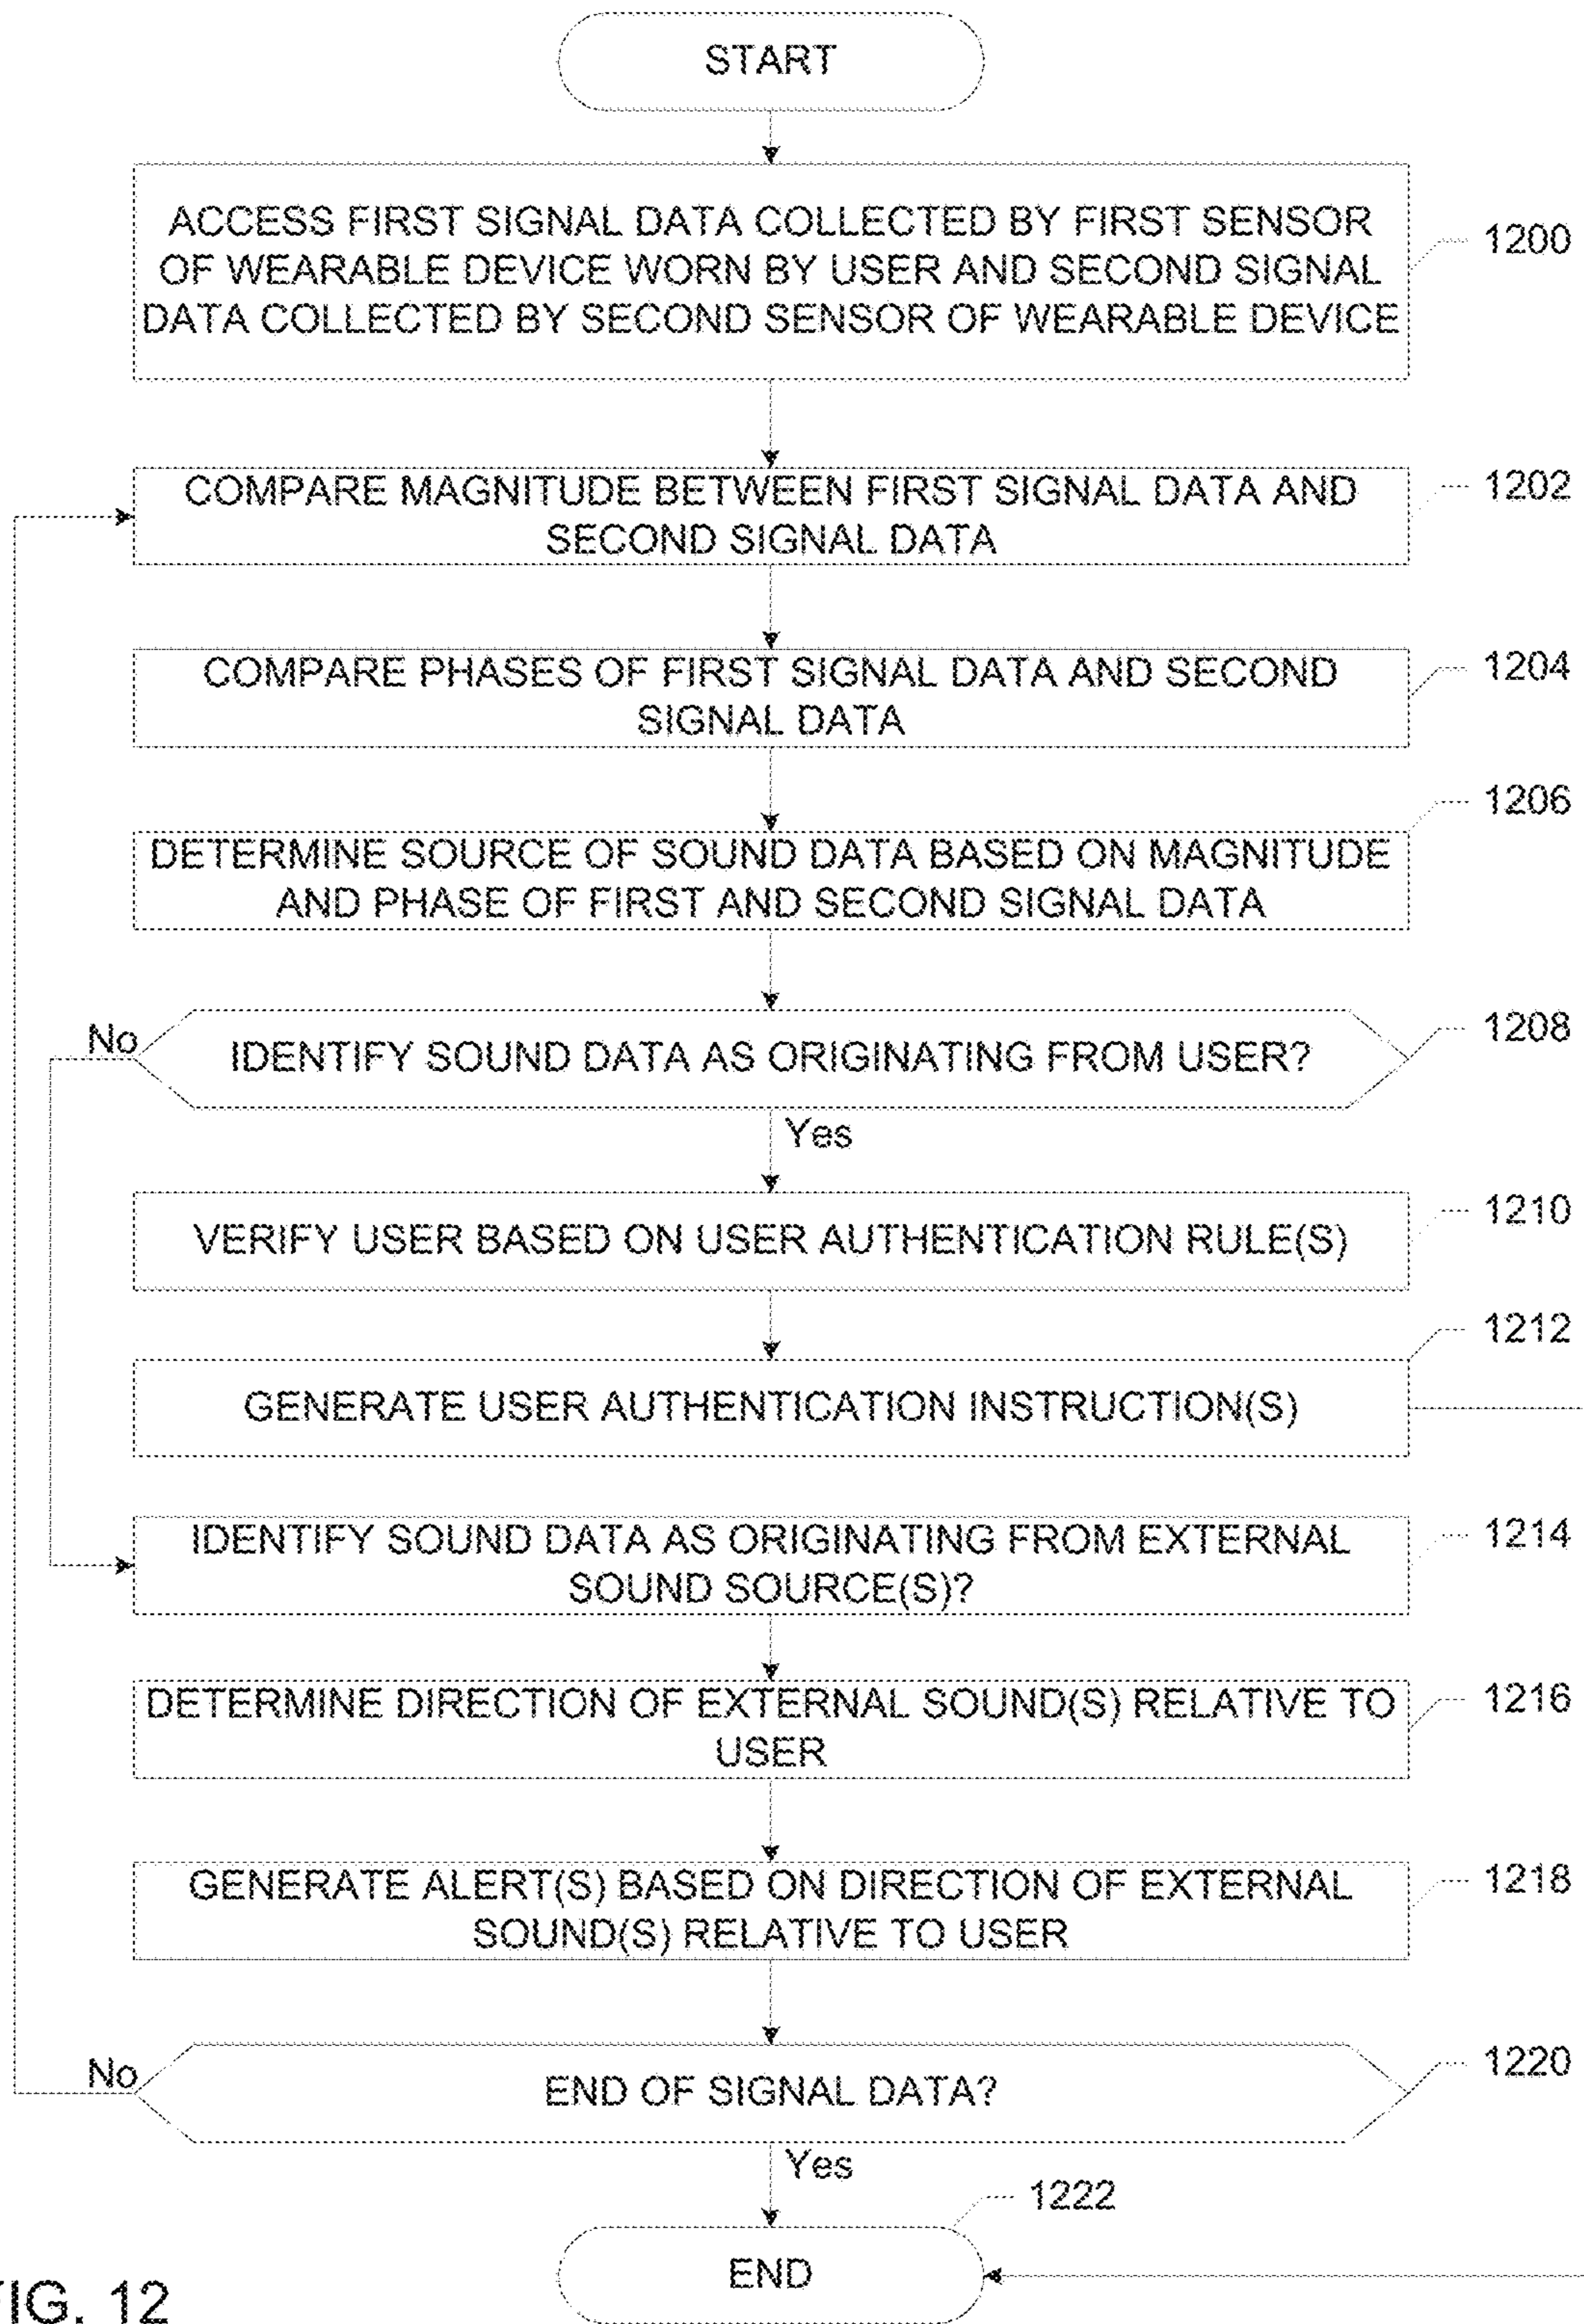 START
ACCESS FIRST SIGNAL DATA COLLECTED BY FIRST SENSOR
OF WEARABLE DEVICE WORN BY USER AND SECOND SIGNAL
DATA COLLECTED BY SECOND SENSOR OF WEARABLE DEVICE
1200
COMPARE MAGNITUDE BETWEEN FIRST SIGNAL DATA AND
SECOND SIGNAL DATA
1202
COMPARE PHASES OF FIRST SIGNAL DATA AND SECOND
SIGNAL DATA
1204
DETERMINE SOURCE OF SOUND DATA BASED ON MAGNITUDE
AND PHASE OF FIRST AND SECOND SIGNAL DATA
1206
No
IDENTIFY SOUND DATA AS ORIGINATING FROM USER?
1208
Yes
VERIFY USER BASED ON USER AUTHENTICATION RULE(S)
1210
GENERATE USER AUTHENTICATION INSTRUCTION(S)
1212
IDENTIFY SOUND DATA AS ORIGINATING FROM EXTERNAL
SOUND SOURCE(S)?
1214
DETERMINE DIRECTION OF EXTERNAL SOUND(S) RELATIVE TO
USER
1216
GENERATE ALERT(S) BASED ON DIRECTION OF EXTERNAL
SOUND(S) RELATIVE TO USER
1218
No
END OF SIGNAL DATA?
1220
Yes
1222
END
FIG. 12